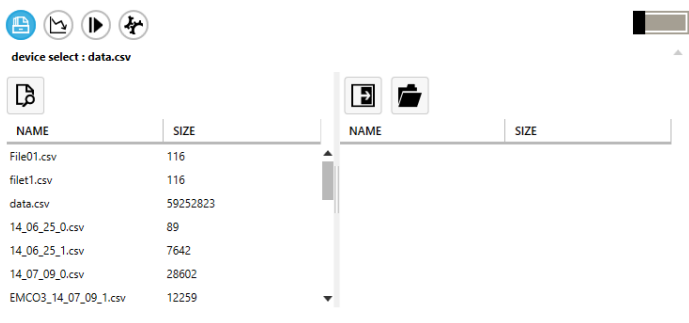 device select : data.csv
NAME SIZE NAME SIZE
File01.csv 116
filet1.csv 116
data.csv 59252823
14_06_25_0.csv 89
14_06_25_1.csv 7642
14_07_09_0.csv 28602
EMCO3_14_07_09_1.csv 12259